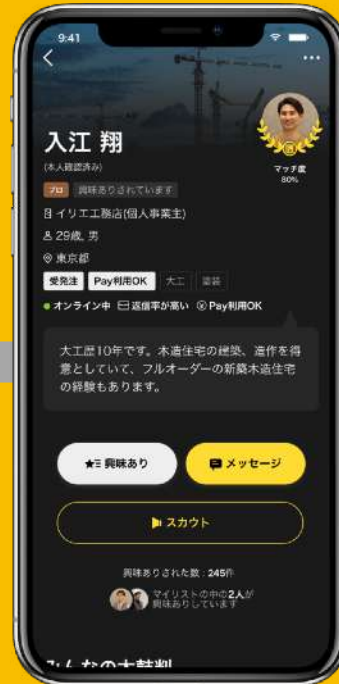 9:41
入江 翔
(本人確認済み)
マッチ度
80%
プロ 興味ありされています
イリエ工務店(個人事業主)
29歳, 男
東京都
受発注 Pay利用OK 大工 塗装
オンライン中 返信率が高い Pay利用OK
大工歴10年です。木造住宅の建築、造作を得
意としていて、フルオーダーの新築木造住宅
の経験もあります。
興味あり メッセージ
スカウト
興味ありされた数 : 245件
マイリストの中の2人が
興味ありしています
みんなの太鼓判